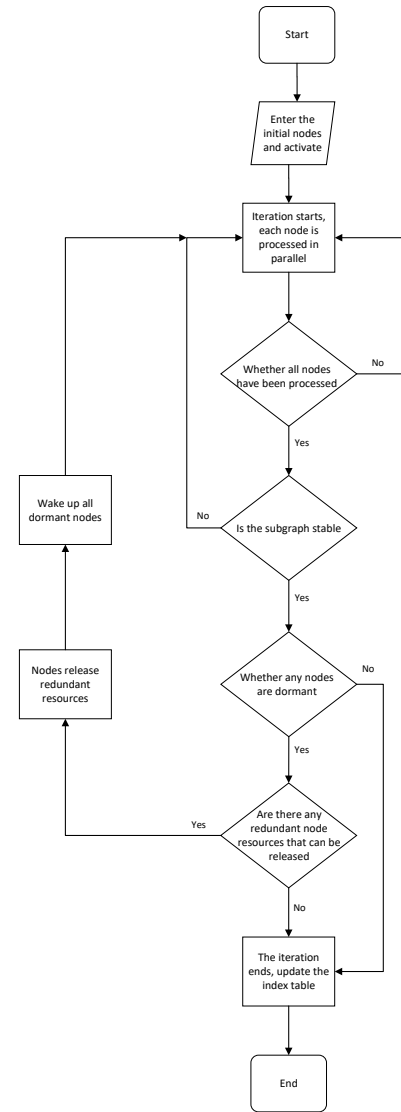 Start
Enter the
initial nodes
and activate
Iteration starts,
each node is
processed in
parallel
Whether all nodes
have been processed
No
Yes
Is the subgraph stable
No
Yes
Wake up all
dormant nodes
Whether any nodes
are dormant
No
Yes
Nodes release
redundant
resources
Are there any
redundant node
resources that can be
released
Yes
No
The iteration
ends, update the
index table
End